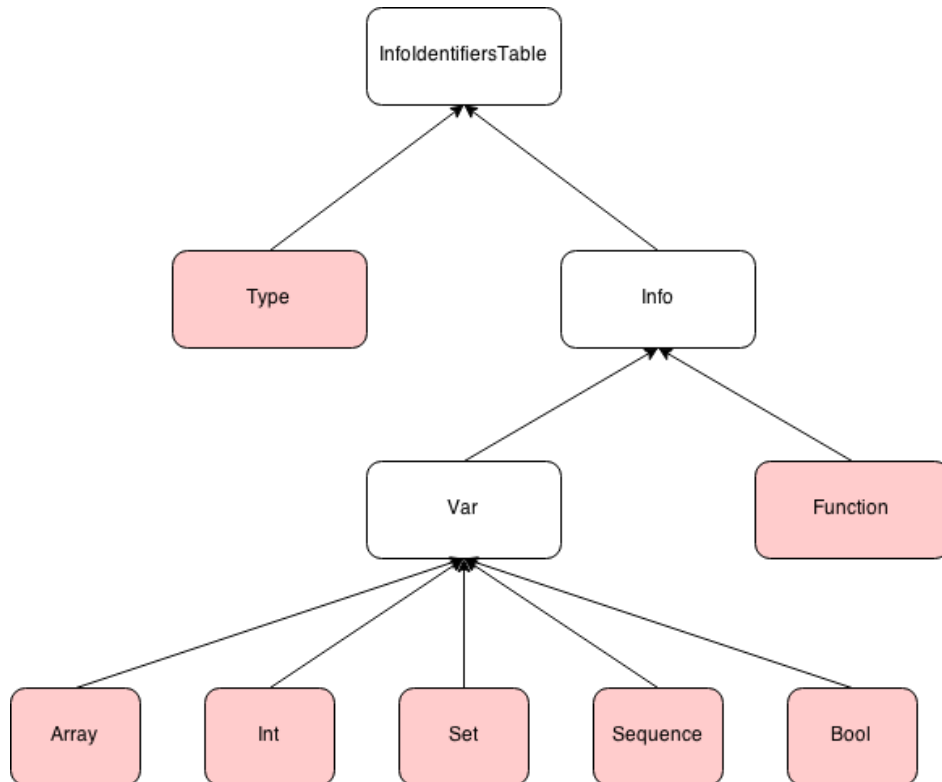 InfoIdentifiersTable
Type
Info
Var
Function
Array
Int
Set
Sequence
Bool